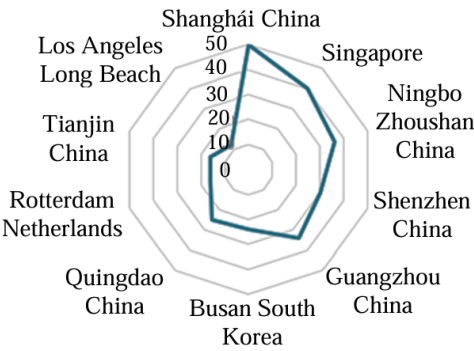 Shanghái China
Singapore
Ningbo
Zhoushan
China
Shenzhen
China
Guangzhou
China
Busan South
Korea
Quingdao
China
Rotterdam
Netherlands
Tianjin
China
Los Angeles
Long Beach
50
40
30
20
10
0